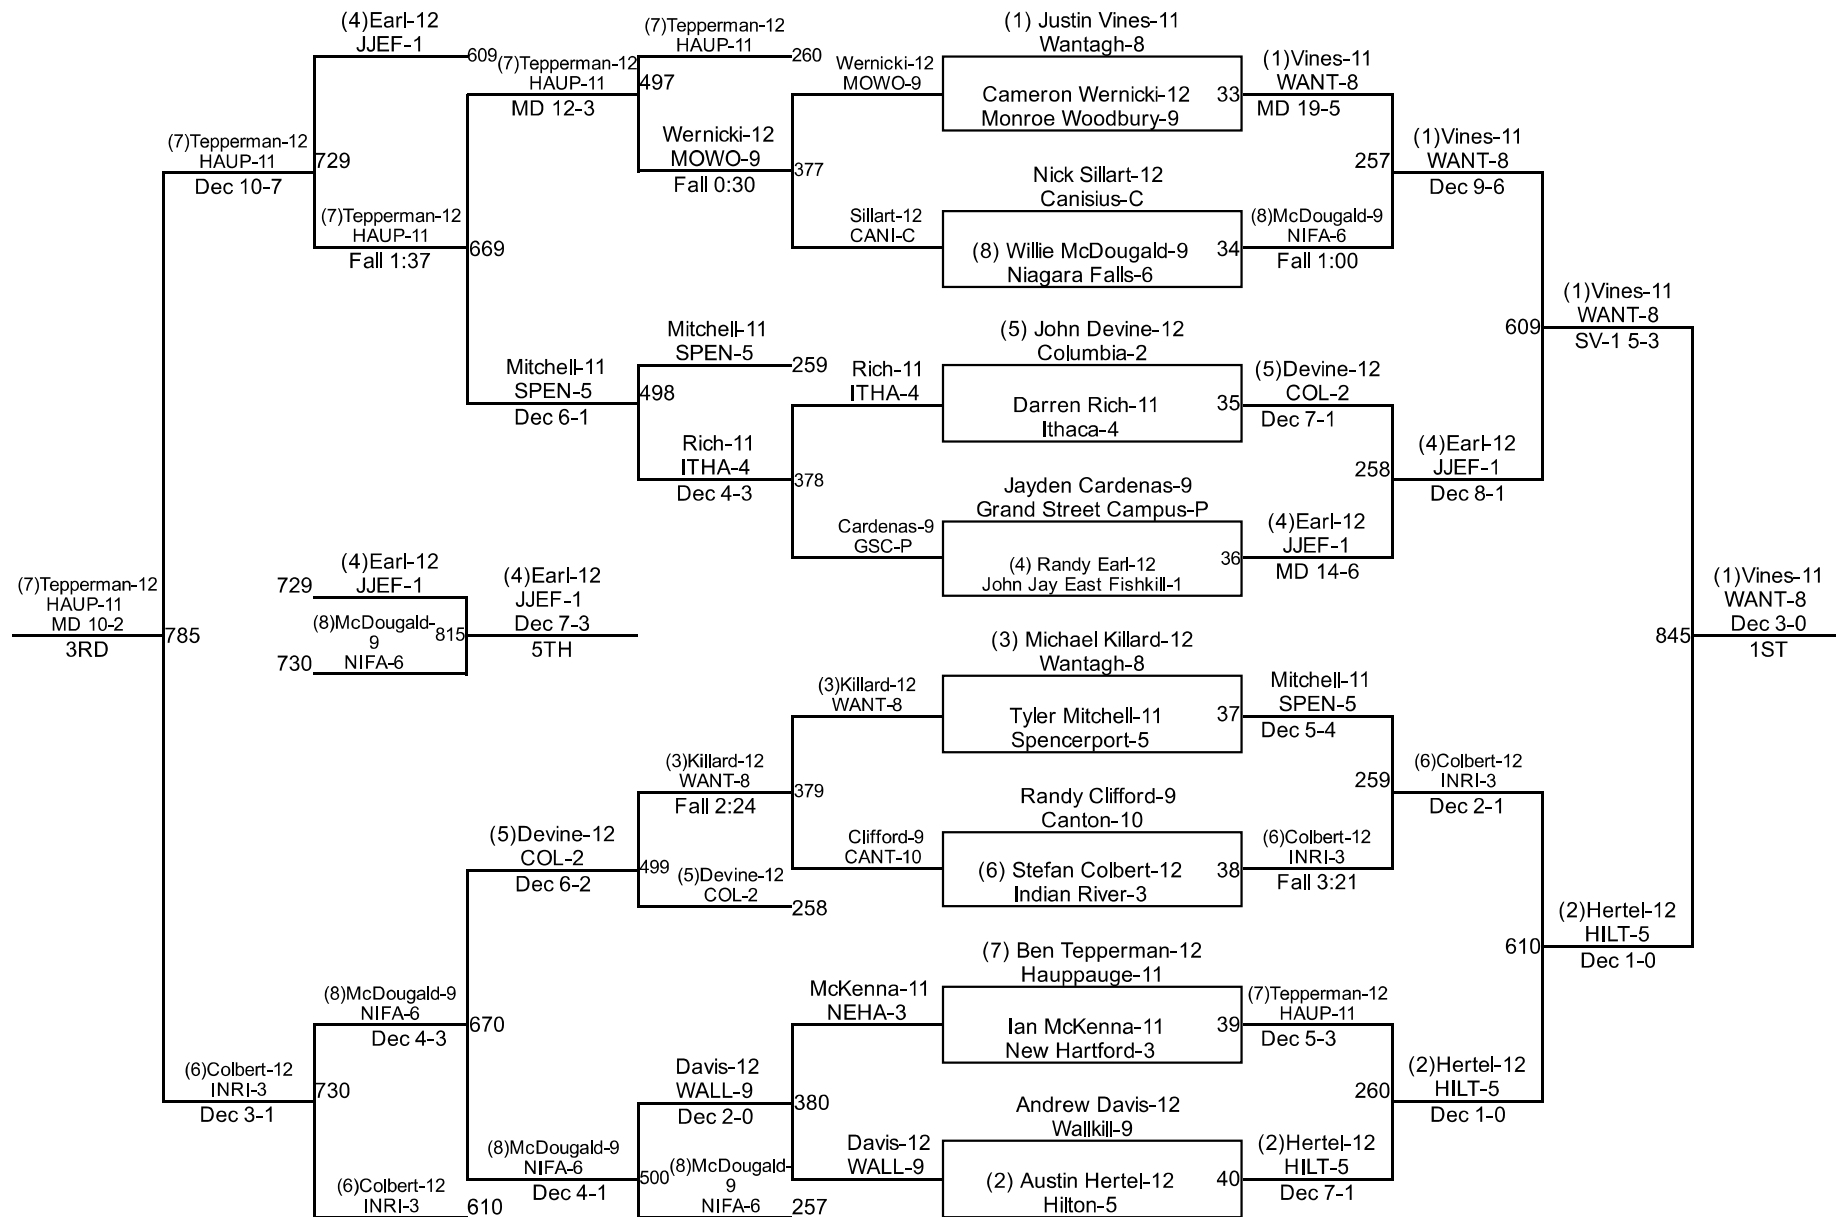 (4)Earl-12
JJEF-1
609
(7)Tepperman-12
HAUP-11
729
Dec 10-7
(7)Tepperman-12
HAUP-11
Fall 1:37
669
(7)Tepperman-12
HAUP-11
MD 12-3
497
(7)Tepperman-12
HAUP-11
260
Wernicki-12
MOWO-9
Fall 0:30
377
Wernicki-12
MOWO-9
Sillart-12
CANI-C
Mitchell-11
SPEN-5
Dec 6-1
498
Mitchell-11
SPEN-5
259
Rich-11
ITHA-4
Dec 4-3
378
Rich-11
ITHA-4
Cardenas-9
GSC-P
(1) Justin Vines-11
Wantagh-8
Cameron Wernicki-12
Monroe Woodbury-9
33
(1)Vines-11
WANT-8
MD 19-5
Nick Sillart-12
Canisius-C
(8) Willie McDougald-9
Niagara Falls-6
34
(8)McDougald-9
NIFA-6
Fall 1:00
257
(1)Vines-11
WANT-8
Dec 9-6
(5) John Devine-12
Columbia-2
Darren Rich-11
Ithaca-4
35
(5)Devine-12
COL-2
Dec 7-1
Jayden Cardenas-9
Grand Street Campus-P
(4) Randy Earl-12
John Jay East Fishkill-1
36
(4)Earl-12
JJEF-1
MD 14-6
258
(4)Earl-12
JJEF-1
Dec 8-1
609
(1)Vines-11
WANT-8
SV-1 5-3
(7)Tepperman-12
HAUP-11
MD 10-2
3RD
785
729
(4)Earl-12
JJEF-1
(8)McDougald-
9
NIFA-6
730
815
(4)Earl-12
JJEF-1
Dec 7-3
5TH
845
(1)Vines-11
WANT-8
Dec 3-0
1ST
(3) Michael Killard-12
Wantagh-8
Tyler Mitchell-11
Spencerport-5
37
Mitchell-11
SPEN-5
Dec 5-4
Randy Clifford-9
Canton-10
(6) Stefan Colbert-12
Indian River-3
38
(6)Colbert-12
INRI-3
Fall 3:21
259
(6)Colbert-12
INRI-3
Dec 2-1
(3)Killard-12
WANT-8
Clifford-9
CANT-10
379
(3)Killard-12
WANT-8
Fall 2:24
(5)Devine-12
COL-2
258
499
(5)Devine-12
COL-2
Dec 6-2
(7) Ben Tepperman-12
Hauppauge-11
Ian McKenna-11
New Hartford-3
39
(7)Tepperman-12
HAUP-11
Dec 5-3
Andrew Davis-12
Wallkill-9
(2) Austin Hertel-12
Hilton-5
40
(2)Hertel-12
HILT-5
Dec 7-1
260
(2)Hertel-12
HILT-5
Dec 1-0
610
(2)Hertel-12
HILT-5
Dec 1-0
McKenna-11
NEHA-3
Davis-12
WALL-9
380
Davis-12
WALL-9
Dec 2-0
(8)McDougald-
9
NIFA-6
257
500
(8)McDougald-9
NIFA-6
Dec 4-1
670
(8)McDougald-9
NIFA-6
Dec 4-3
730
(6)Colbert-12
INRI-3
Dec 3-1
(6)Colbert-12
INRI-3
610